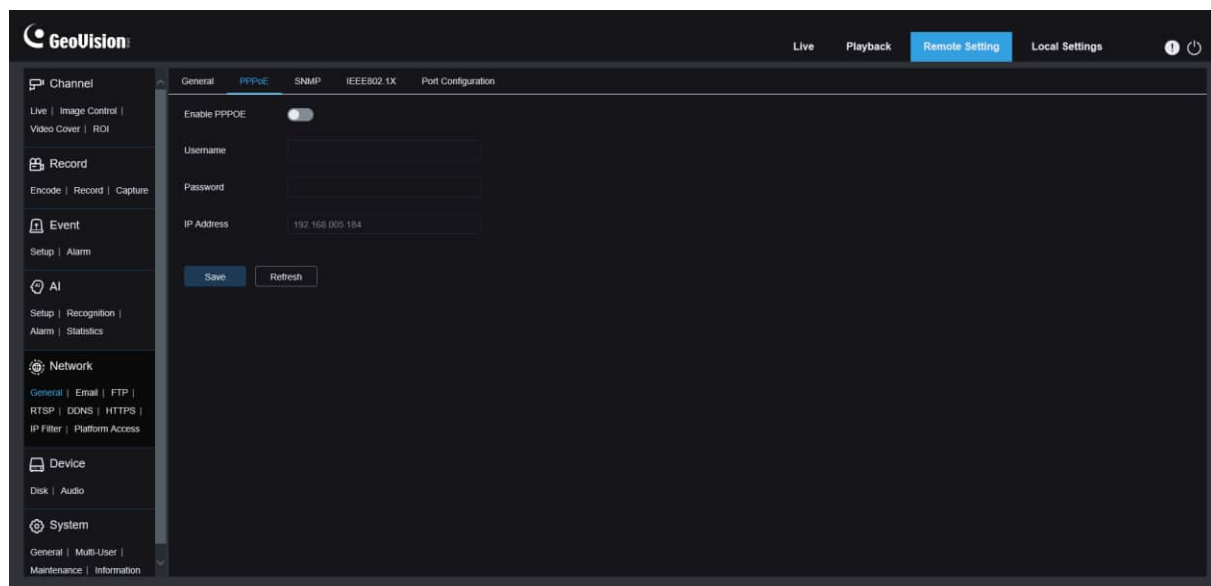 GeoVision
Live Playback Remote Setting Local Settings
Channel
Live | Image Control |
Video Cover | ROI
Record
Encode | Record | Capture
Event
Setup | Alarm
AI
Setup | Recognition |
Alarm | Statistics
Network
General | Email | FTP |
RTSP | DDNS | HTTPS |
IP Filter | Platform Access
Device
Disk | Audio
System
General | Multi-User |
Maintenance | Information
General PPPoE SNMP IEEE802.1X Port Configuration
Enable PPPOE
Username
Password
IP Address 192.168.005.184
Save Refresh